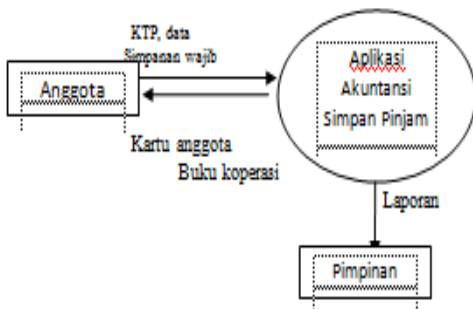 KTP, data
Simpanan wajib
Anggota
Aplikasi
Akuntansi
Simpan Pinjam
Kartu anggota
Buku koperasi
Laporan
Pimpinan